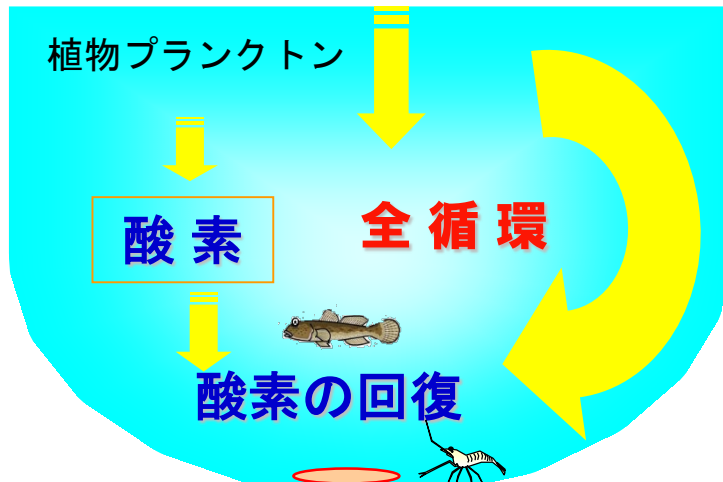 植物プランクトン
酸 素
全 循 環
酸素の回復